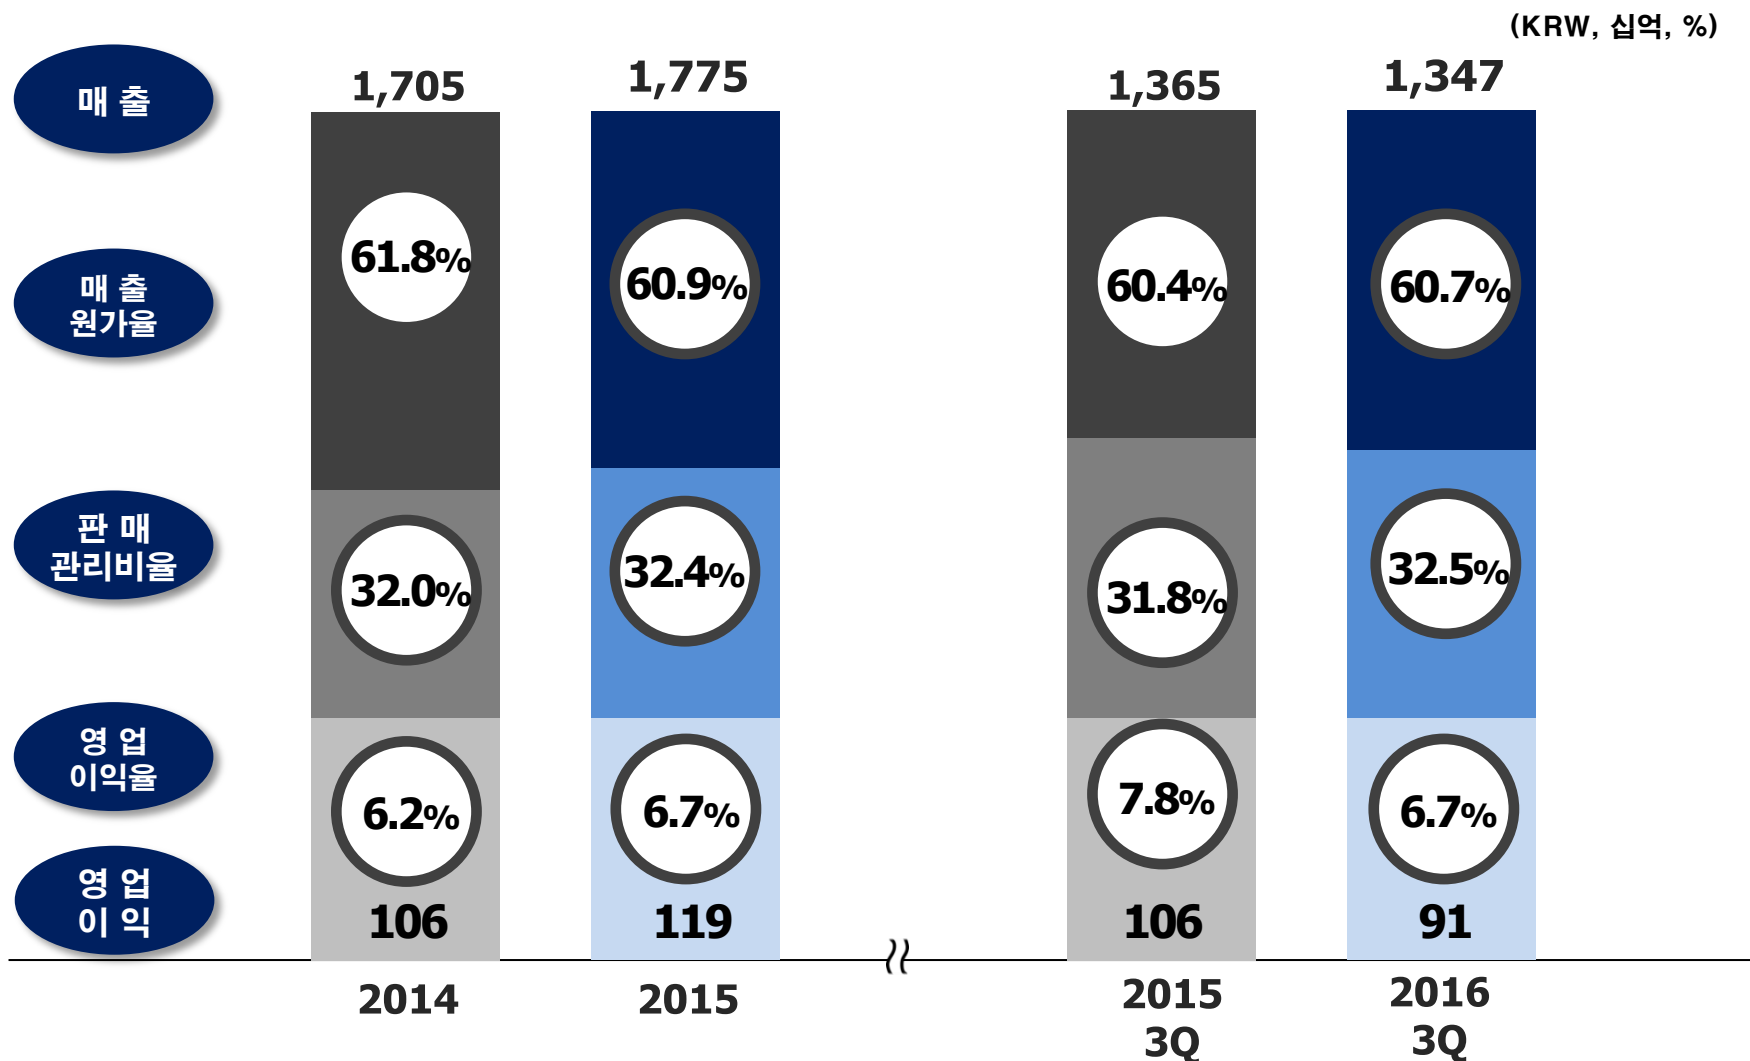 (KRW, 십억, %)
매 출
1,705
1,775
1,365
1,347
매 출
원가율
61.8%
60.9%
60.4%
60.7%
판 매
관리비율
32.0%
32.4%
31.8%
32.5%
영 업
이익율
6.2%
6.7%
7.8%
6.7%
영 업
이 익
106
119
106
91
2014
2015
2015
3Q
2016
3Q